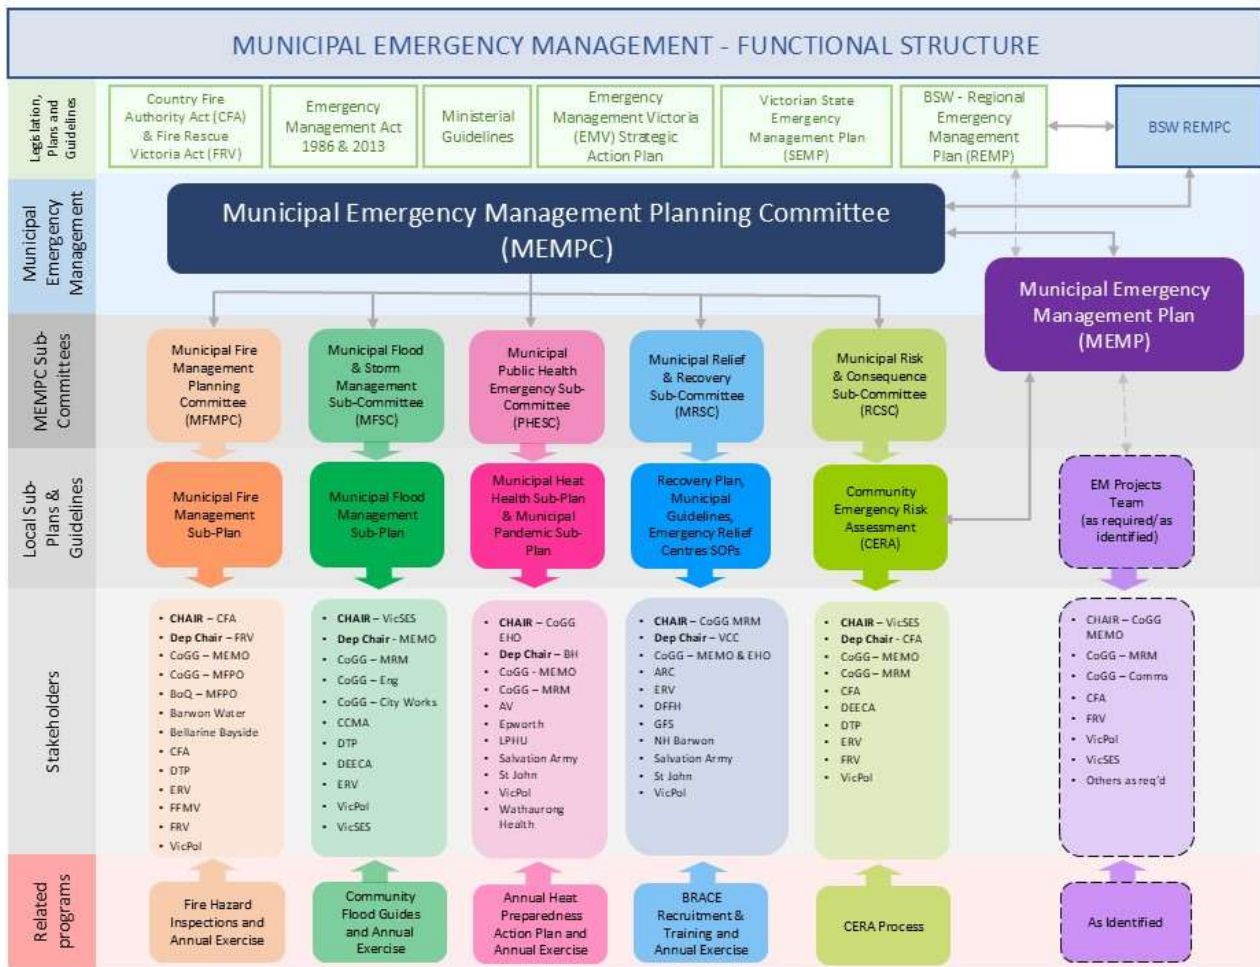 MUNICIPAL EMERGENCY MANAGEMENT - FUNCTIONAL STRUCTURE
Legislation,
Plans and
Guidelines
Country Fire
Authority Act (CFA)
& Fire Rescue
Victoria Act (FRV)
Emergency
Management Act
1986 & 2013
Ministerial
Guidelines
Emergency
Management Victoria
(EMV) Strategic
Action Plan
Victorian State
Emergency
Management Plan
(SEMP)
BSW - Regional
Emergency
Management
Plan (REMP)
BSW REMPC
Municipal
Emergency
Management
Municipal Emergency Management Planning Committee
(MEMPC)
Municipal Emergency
Management Plan
(MEMP)
MEMPC Sub-
Committees
Municipal Fire
Management
Planning
Committee
(MFMPC)
Municipal Flood
& Storm
Management
Sub-Committee
(MFSC)
Municipal
Public Health
Emergency Sub-
Committee
(PHESC)
Municipal Relief
& Recovery
Sub-Committee
(MRSC)
Municipal Risk
& Consequence
Sub-Committee
(RCSC)
Local Sub-
Plans &
Guidelines
Municipal Fire
Management
Sub-Plan
Municipal Flood
Management
Sub-Plan
Municipal Heat
Health Sub-Plan
& Municipal
Pandemic Sub-
Plan
Recovery Plan,
Municipal
Guidelines,
Emergency Relief
Centres SOPs
Community
Emergency Risk
Assessment
(CERA)
EM Projects
Team
(as required/as
identified)
Stakeholders
• CHAIR – CFA
• Dep Chair – FRV
• CoGG – MEMO
• CoGG – MFPO
• BoQ – MFPO
• Barwon Water
• Bellarine Bayside
• CFA
• DTP
• ERV
• FFMV
• FRV
• VicPol
• CHAIR – VicSES
• Dep Chair - MEMO
• CoGG – MRM
• CoGG – Eng
• CoGG – City Works
• CCMA
• DTP
• DEECA
• ERV
• VicPol
• VicSES
• CHAIR – CoGG
EHO
• Dep Chair – BH
• CoGG - MEMO
• CoGG – MRM
• AV
• Epworth
• LPHU
• Salvation Army
• St John
• VicPol
• Wathaurong
Health
• CHAIR – CoGG MRM
• Dep Chair – VCC
• CoGG – MEMO & EHO
• ARC
• ERV
• DFFH
• GFS
• NH Barwon
• Salvation Army
• St John
• VicPol
• CHAIR – VicSES
• Dep Chair - CFA
• CoGG – MEMO
• CoGG – MRM
• CFA
• DEECA
• DTP
• ERV
• FRV
• VicPol
• CHAIR – CoGG
MEMO
• CoGG – MRM
• CoGG – Comms
• CFA
• FRV
• VicPol
• VicSES
• Others as req'd
Related
programs
Fire Hazard
Inspections and
Annual Exercise
Community
Flood Guides
and Annual
Exercise
Annual Heat
Preparedness
Action Plan and
Annual Exercise
BRACE
Recruitment &
Training and
Annual Exercise
CERA Process
As Identified